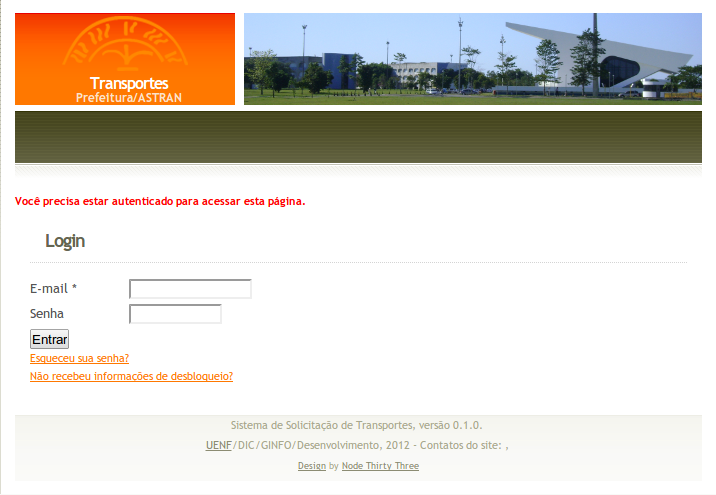 Transportes
Prefeitura/ASTRAN
Você precisa estar autenticado para acessar esta página.
Login
E-mail *
Senha
Entrar
Esqueceu sua senha?
Não recebeu informações de desbloqueio?
Sistema de Solicitação de Transportes, versão 0.1.0.
UENF/DIC/GINFO/Desenvolvimento, 2012 - Contatos do site: ,
Design by Node Thirty Three